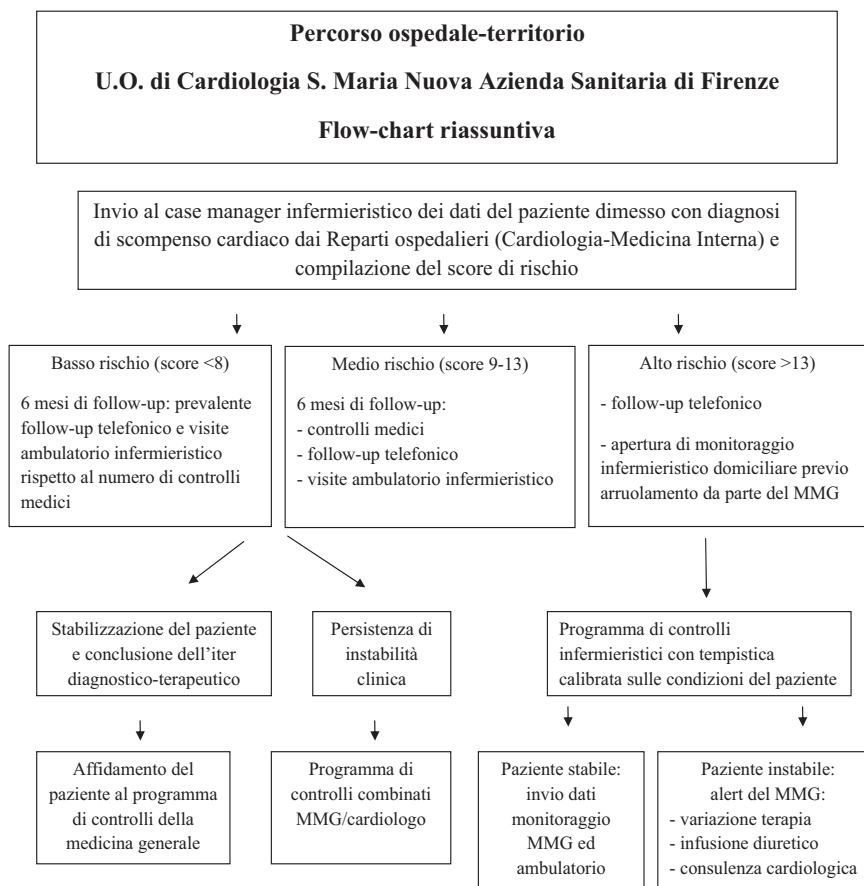 Percorso ospedale-territorio
U.O. di Cardiologia S. Maria Nuova Azienda Sanitaria di Firenze
Flow-chart riassuntiva
Invio al case manager infermieristico dei dati del paziente dimesso con diagnosi
di scompenso cardiaco dai Reparti ospedalieri (Cardiologia-Medicina Interna) e
compilazione del score di rischio
Basso rischio (score <8)
6 mesi di follow-up: prevalente
follow-up telefonico e visite
ambulatorio infermieristico
rispetto al numero di controlli
medici
Medio rischio (score 9-13)
6 mesi di follow-up:
- controlli medici
- follow-up telefonico
- visite ambulatorio infermieristico
Alto rischio (score >13)
- follow-up telefonico
- apertura di monitoraggio
infermieristico domiciliare previo
arruolamento da parte del MMG
Stabilizzazione del paziente
e conclusione dell'iter
diagnostico-terapeutico
Persistenza di
instabilità
clinica
Programma di controlli
infermieristici con tempistica
calibrata sulle condizioni del paziente
Affidamento del
paziente al programma
di controlli della
medicina generale
Programma di
controlli combinati
MMG/cardiologo
Paziente stabile:
invio dati
monitoraggio
MMG ed
ambulatorio
Paziente instabile:
alert del MMG:
- variazione terapia
- infusione diuretico
- consulenza cardiologica